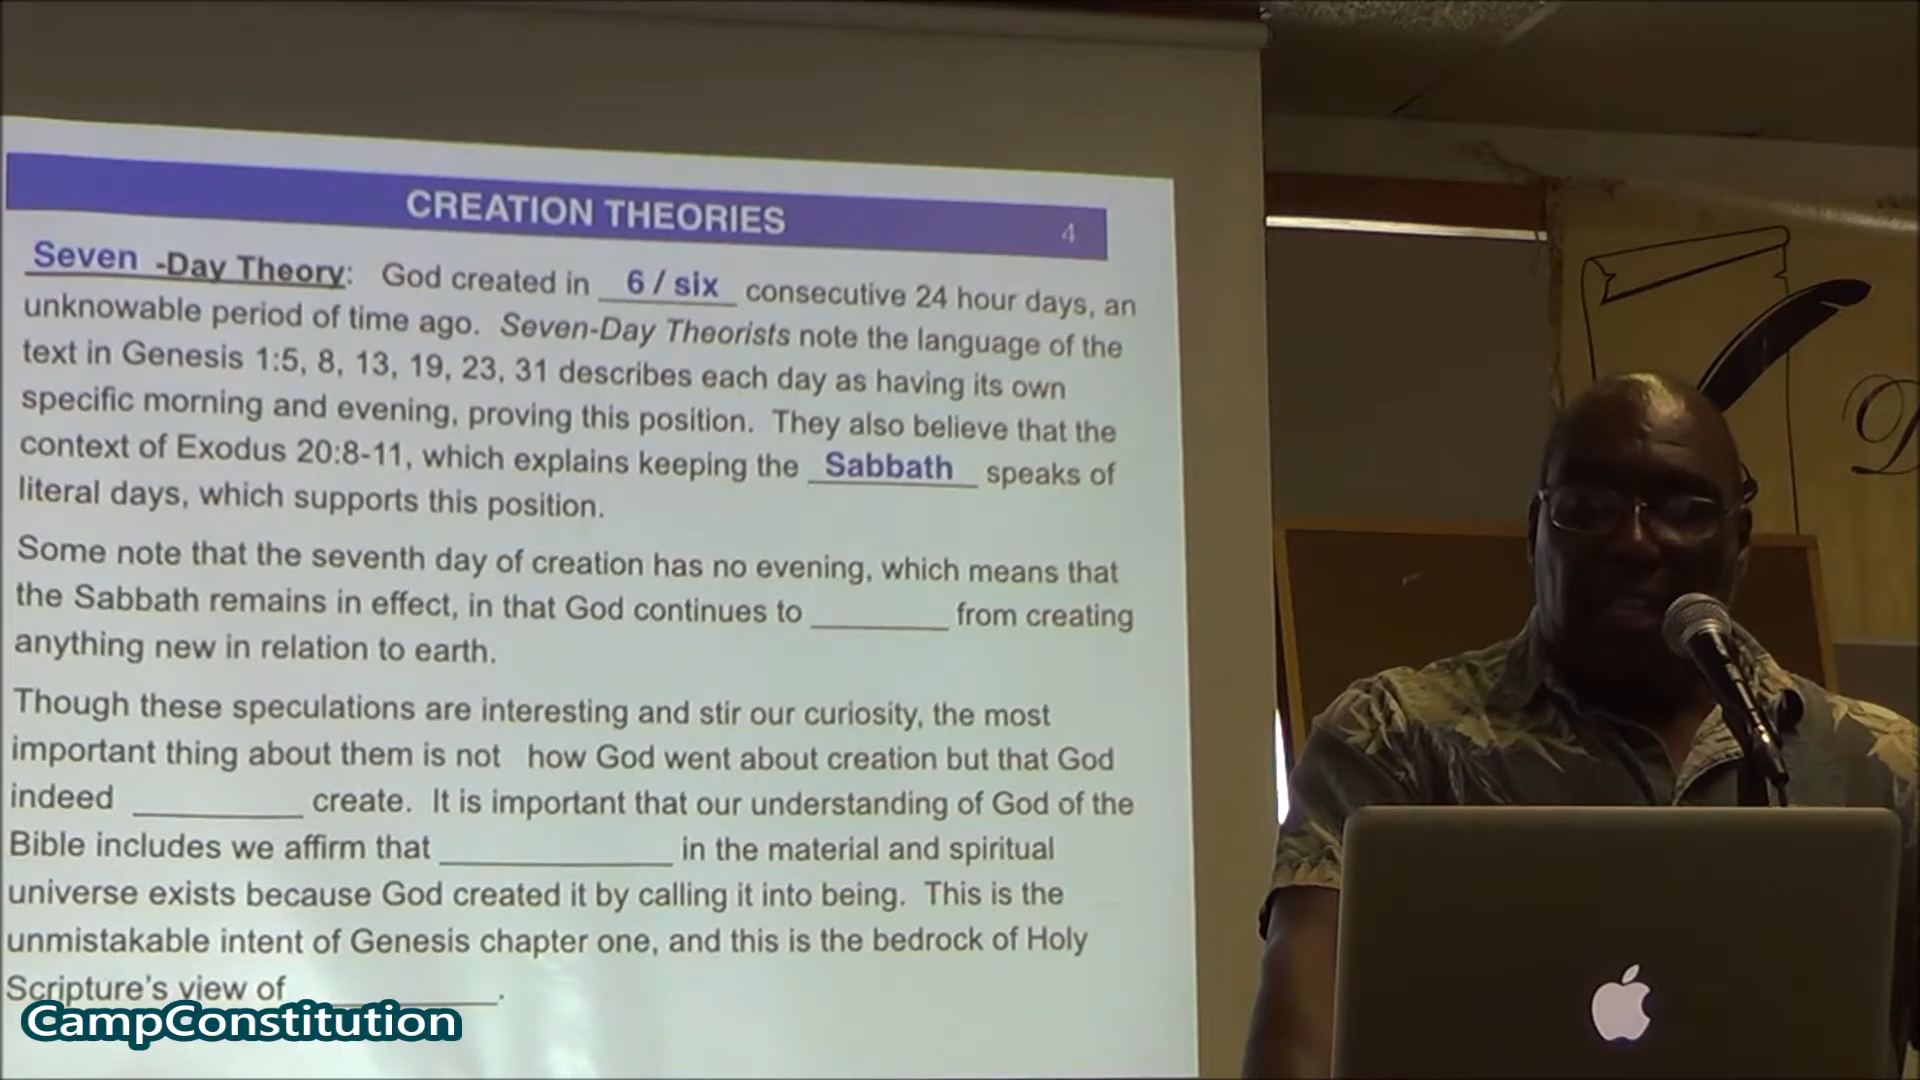 CREATION THEORIES 4
Seven -Day Theory: God created in 6 / six consecutive 24 hour days, an
unknowable period of time ago. Seven-Day Theorists note the language of the
text in Genesis 1:5, 8, 13, 19, 23, 31 describes each day as having its own
specific morning and evening, proving this position. They also believe that the
context of Exodus 20:8-11, which explains keeping the Sabbath speaks of
literal days, which supports this position.
Some note that the seventh day of creation has no evening, which means that
the Sabbath remains in effect, in that God continues to ________ from creating
anything new in relation to earth.
Though these speculations are interesting and stir our curiosity, the most
important thing about them is not how God went about creation but that God
indeed __________ create. It is important that our understanding of God of the
Bible includes we affirm that ______________ in the material and spiritual
universe exists because God created it by calling it into being. This is the
unmistakable intent of Genesis chapter one, and this is the bedrock of Holy
Scripture's view of __________.
CampConstitution